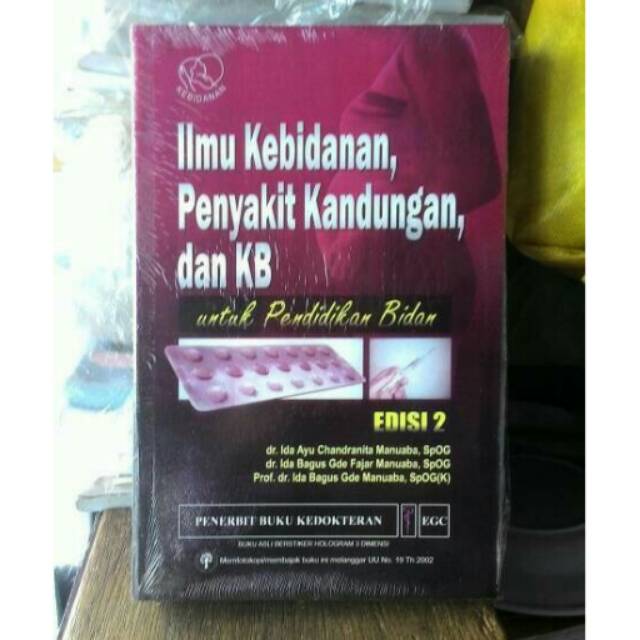 KEBIDANAN
Ilmu Kebidanan,
Penyakit Kandungan,
dan KB
untuk Pendidikan Bidan
EDISI 2
dr. Ida Ayu Chandranita Manuaba, SpOG
dr. Ida Bagus Gde Fajar Manuaba, SpOG
Prof. dr. Ida Bagus Gde Manuaba, SpOG(K)
PENERBIT BUKU KEDOKTERAN EGC
BUKU ASLI BERSTIKER HOLOGRAM 3 DIMENSI
Memfotokopi/membajak buku ini melanggar UU No. 19 Th 2002